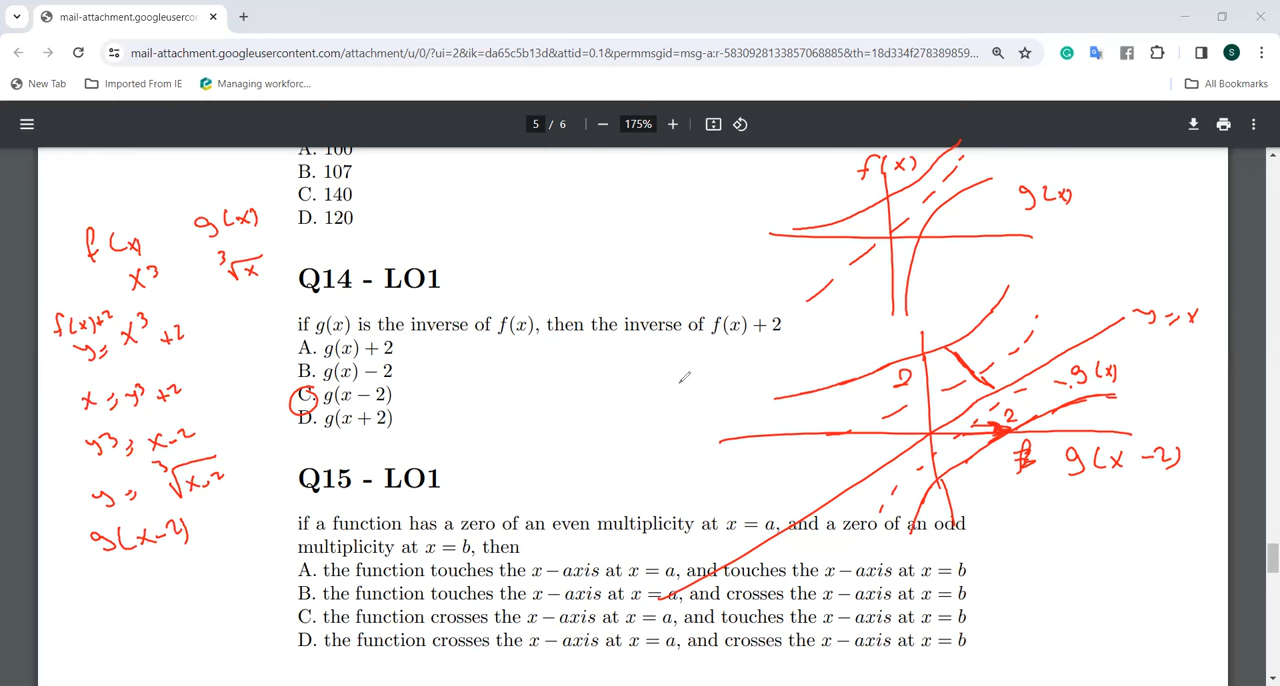 mail-attachment.googleusercor
mail-attachment.googleusercontent.com/attachment/u/0/?ui=2&ik=da65c5b13d&attid=0.1&permmsgid=msg-a:r-5830928133857068885&th=18d334f278389859...
S
New Tab
Imported From IE
Managing workforc...
All Bookmarks
5 / 6
175%
A. 100
B. 107
C. 140
D. 120
Q14 - LO1
if g(x) is the inverse of f(x), then the inverse of f(x) + 2
A. g(x) + 2
B. g(x) − 2
C. g(x − 2)
D. g(x + 2)
Q15 - LO1
if a function has a zero of an even multiplicity at x = a, and a zero of an odd
multiplicity at x = b, then
A. the function touches the x − axis at x = a, and touches the x − axis at x = b
B. the function touches the x − axis at x = a, and crosses the x − axis at x = b
C. the function crosses the x − axis at x = a, and touches the x − axis at x = b
D. the function crosses the x − axis at x = a, and crosses the x − axis at x = b
f(x) g(x)
x³ ∛x
f(x)+2
y = x³ +2
x = y³ +2
y³ = x-2
y = ∛x-2
g(x-2)
f(x)
g(x)
y = x
2
g(x)
2
g(x -2)